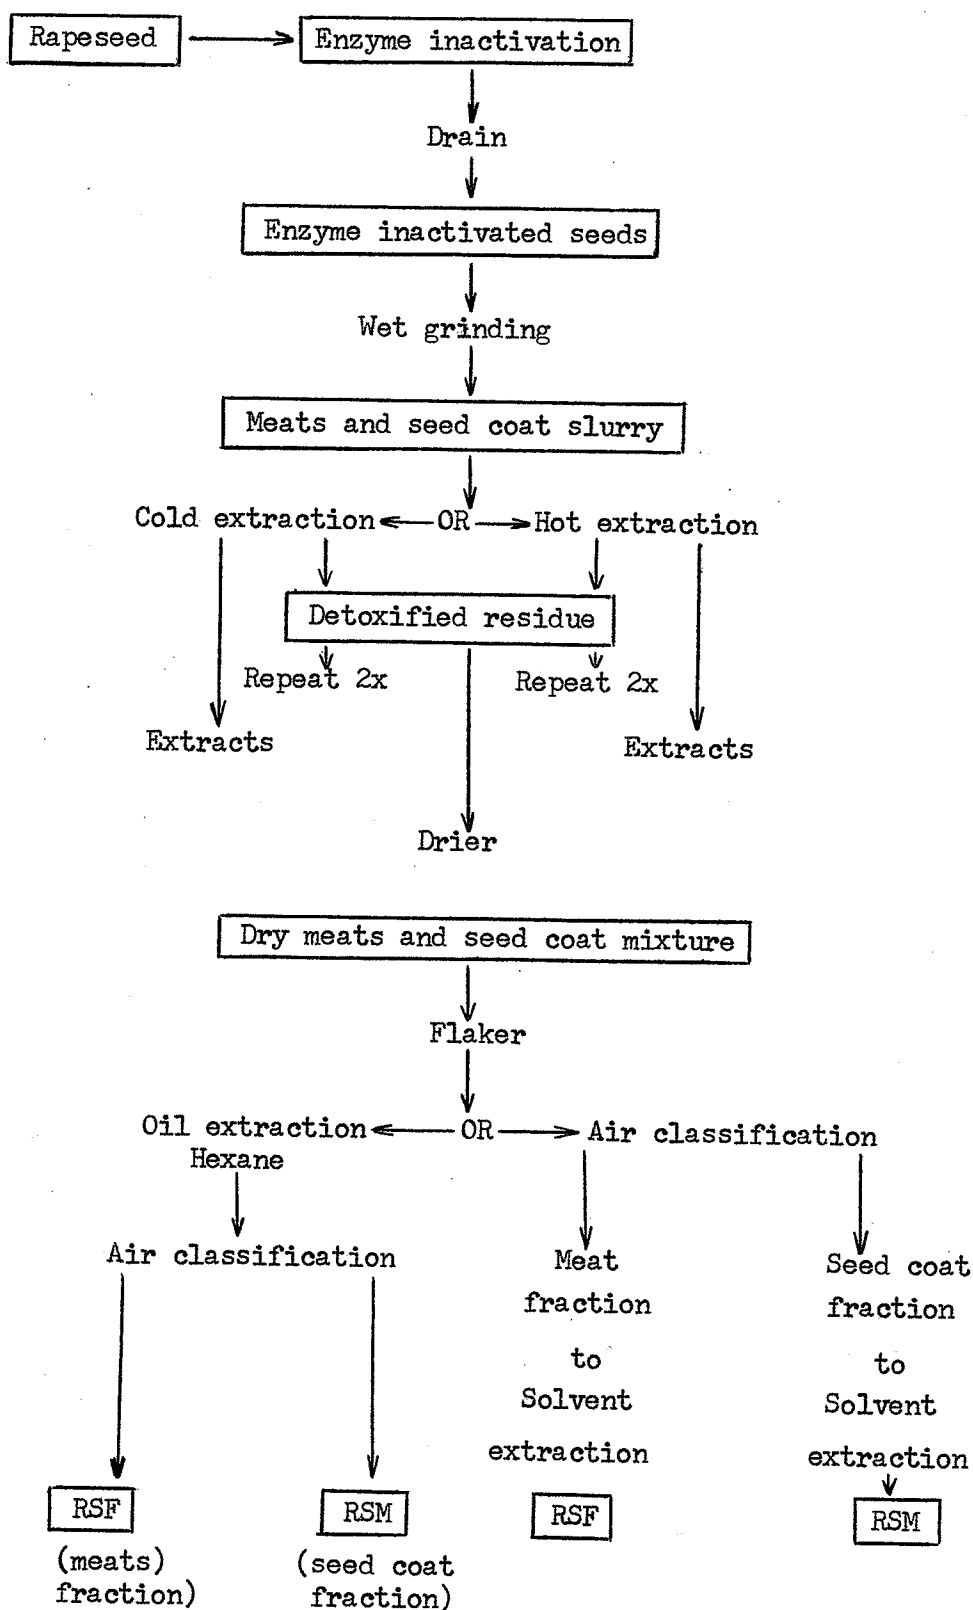 Rapeseed
Enzyme inactivation
Drain
Enzyme inactivated seeds
Wet grinding
Meats and seed coat slurry
Cold extraction OR Hot extraction
Detoxified residue
Repeat 2x
Repeat 2x
Extracts
Extracts
Drier
Dry meats and seed coat mixture
Flaker
Oil extraction OR Air classification
Hexane
Air classification
Meat
fraction
to
Solvent
extraction
Seed coat
fraction
to
Solvent
extraction
RSF
(meats)
fraction)
RSM
(seed coat
fraction)
RSF
RSM